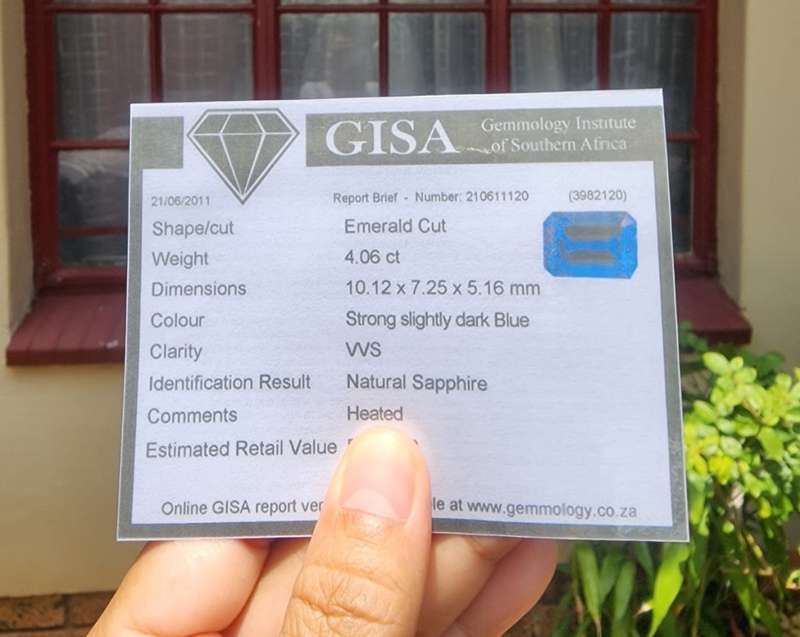 GISA Gemmology Institute
of Southern Africa
21/06/2011 Report Brief - Number: 210611120 (3982120)
Shape/cut Emerald Cut
Weight 4.06 ct
Dimensions 10.12 x 7.25 x 5.16 mm
Colour Strong slightly dark Blue
Clarity VVS
Identification Result Natural Sapphire
Comments Heated
Estimated Retail Value
Online GISA report at www.gemmology.co.za